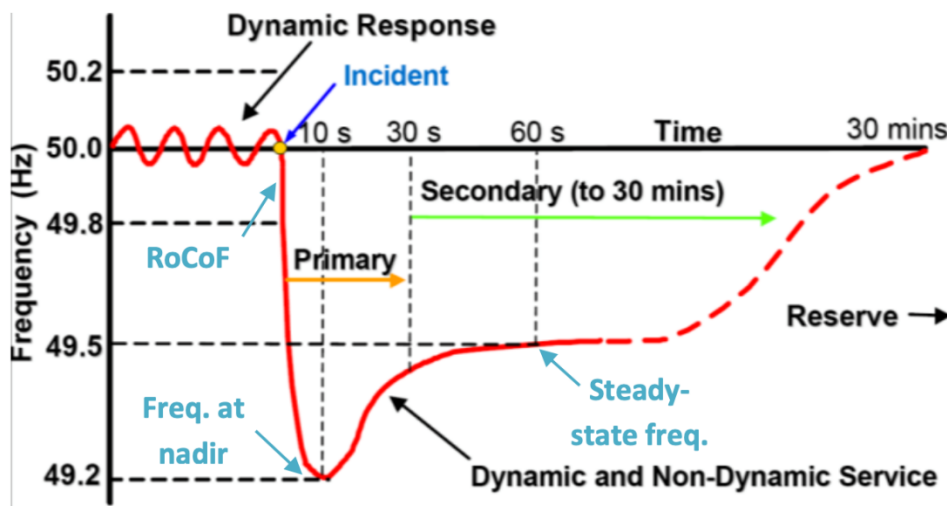 Dynamic Response
50.2
Incident
10 s
30 s
60 s
Time
30 mins
50.0
Frequency (Hz)
Secondary (to 30 mins)
49.8
RoCoF
Primary
Reserve
49.5
Freq. at
nadir
Steady-
state freq.
49.2
Dynamic and Non-Dynamic Service